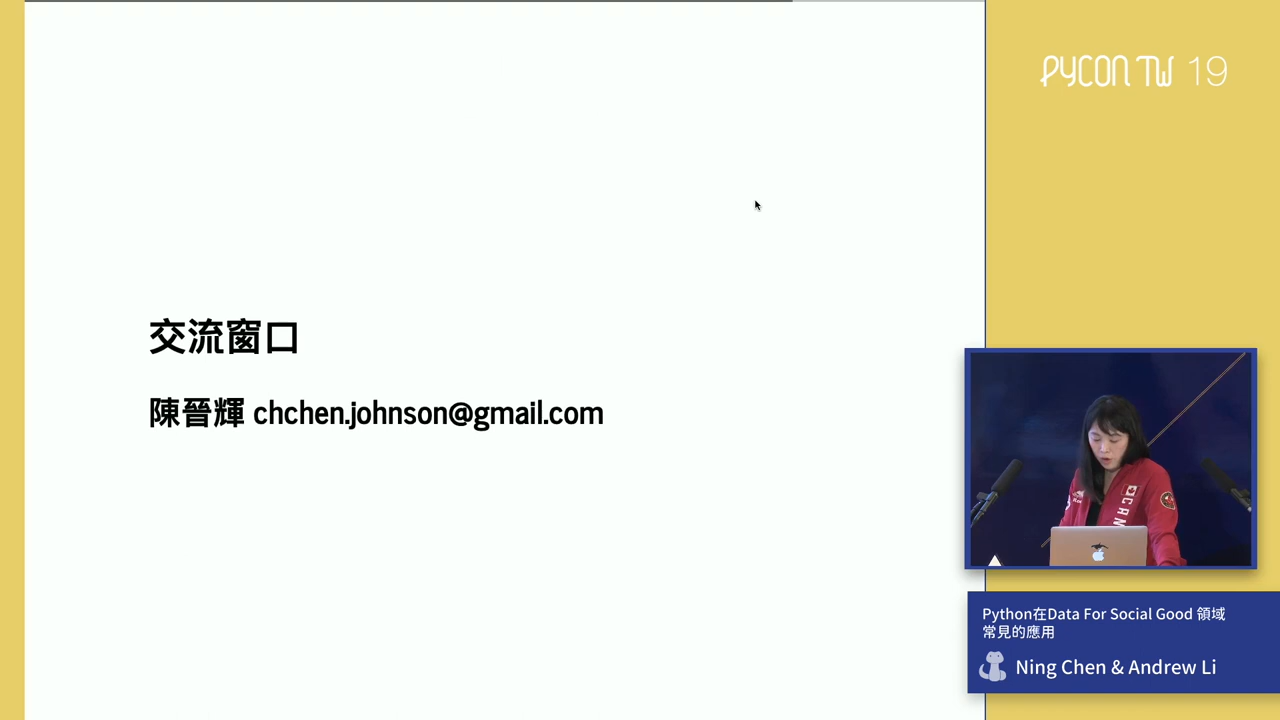 交流窗口
陳晉輝 chchen.johnson@gmail.com
PYCON TW 19
Python在Data For Social Good 領域
常見的應用
Ning Chen & Andrew Li